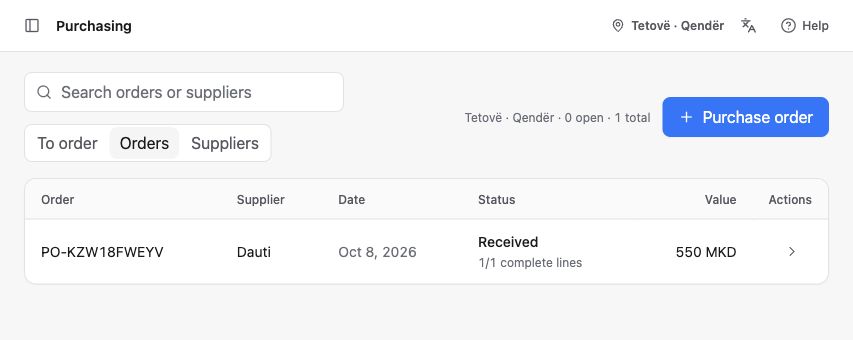 Purchasing
Tetovë · Qendër
Help
Search orders or suppliers
To order Orders Suppliers
Tetovë · Qendër · 0 open · 1 total
+ Purchase order
Order Supplier Date Status Value Actions
PO-KZW18FWEYV Dauti Oct 8, 2026 Received 550 MKD
1/1 complete lines